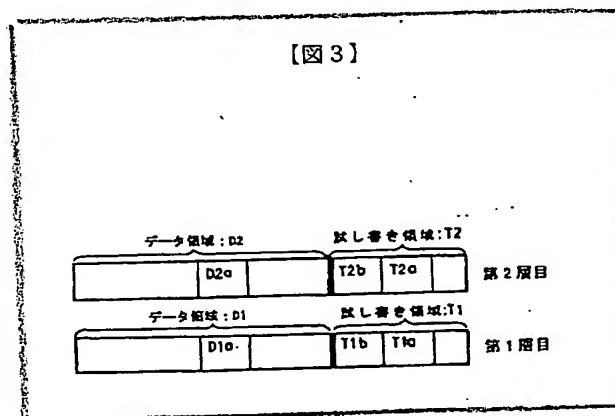 【図3】
データ領域:D2 試し書き領域:T2
D2a T2b T2a 第2層目
データ領域:D1 試し書き領域:T1
D1a T1b T1a 第1層目